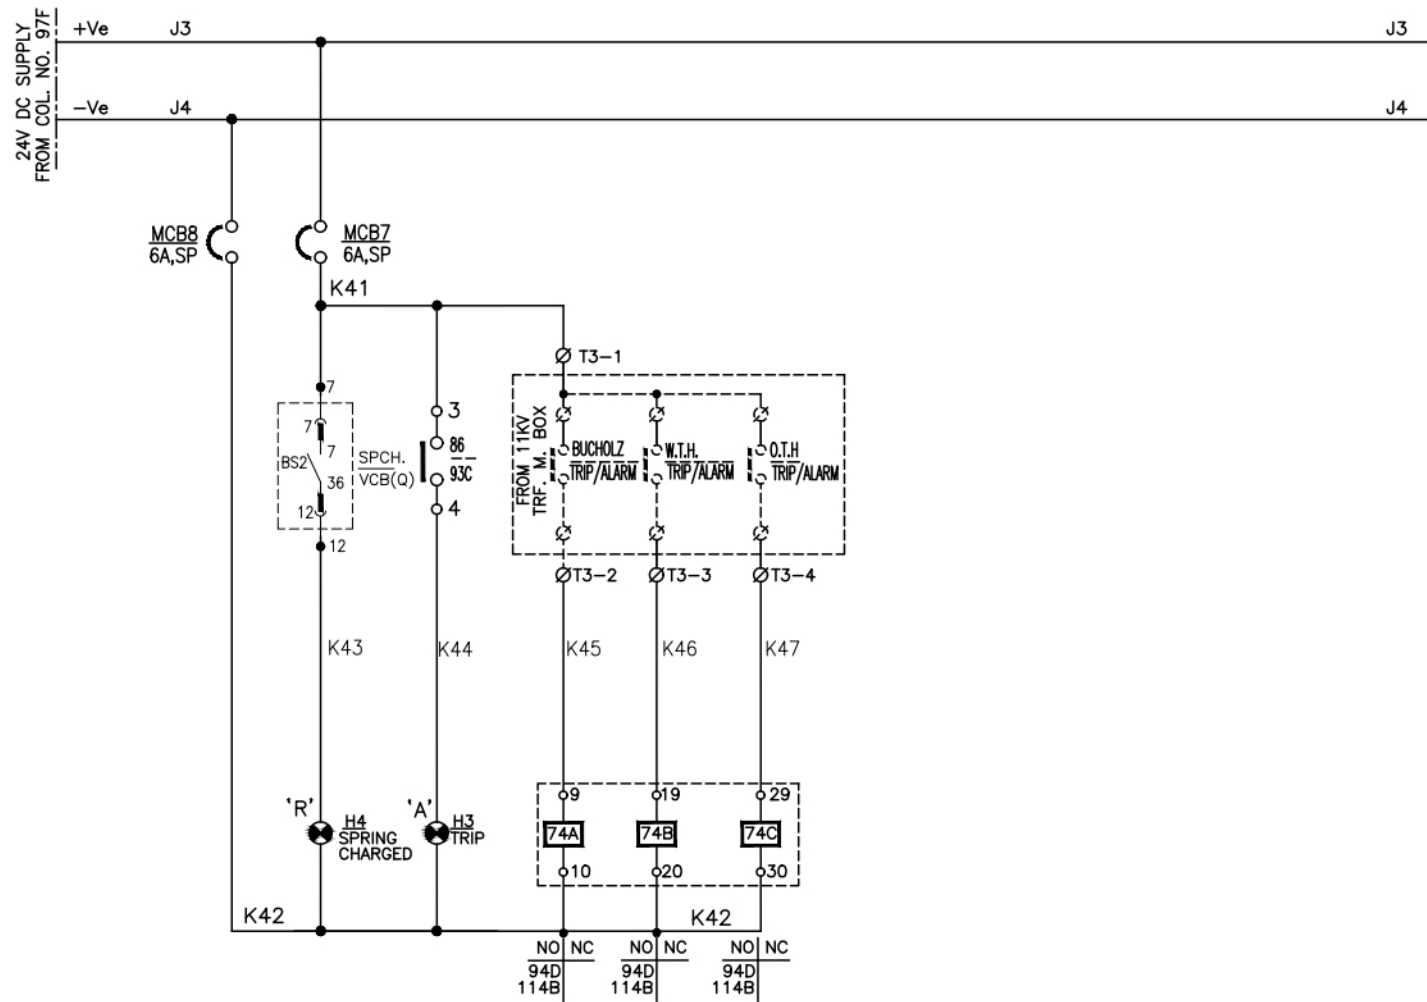 24V DC SUPPLY
FROM COL. NO. 97F
+Ve J3 J3
-Ve J4 J4
MCB8
6A,SP
MCB7
6A,SP
K41
T3-1
7
7
7
BS2
36
12
12
SPCH.
VCB(Q)
3
86
93C
4
FROM 11KV
TRF. M. BOX
BUCHOLZ
TRIP/ALARM
W.T.H.
TRIP/ALARM
O.T.H
TRIP/ALARM
T3-2 T3-3 T3-4
K43 K44 K45 K46 K47
'R'
H4
SPRING
CHARGED
'A'
H3
TRIP
9 19 29
74A 74B 74C
10 20 30
K42 K42
NO NC NO NC NO NC
94D 94D 94D
114B 114B 114B